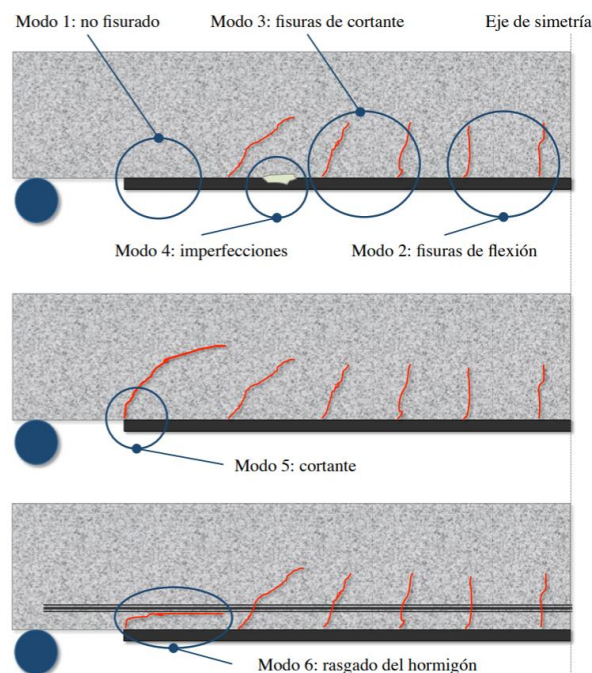 Modo 1: no fisurado
Modo 3: fisuras de cortante
Eje de simetría
Modo 4: imperfecciones
Modo 2: fisuras de flexión
Modo 5: cortante
Modo 6: rasgado del hormigón